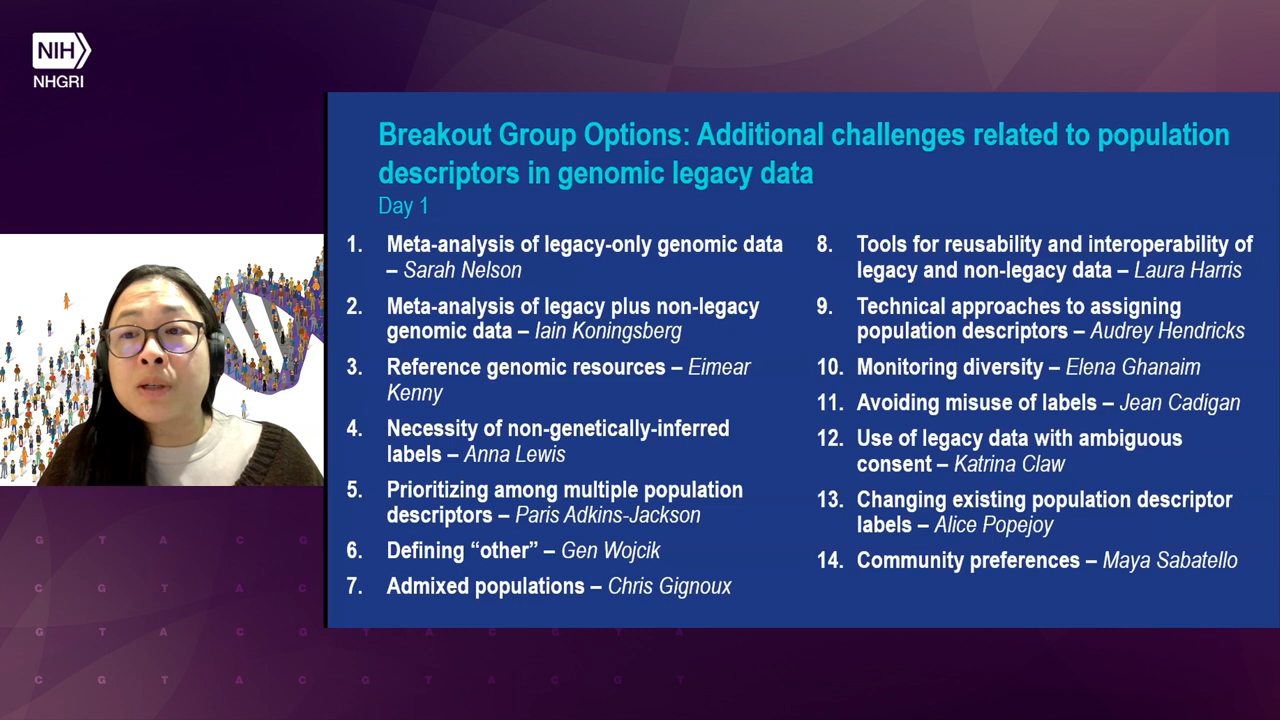 NIH
NHGRI
Breakout Group Options: Additional challenges related to population
descriptors in genomic legacy data
Day 1
1. Meta-analysis of legacy-only genomic data
– Sarah Nelson
2. Meta-analysis of legacy plus non-legacy
genomic data – Iain Koningsberg
3. Reference genomic resources – Eimear
Kenny
4. Necessity of non-genetically-inferred
labels – Anna Lewis
5. Prioritizing among multiple population
descriptors – Paris Adkins-Jackson
6. Defining “other” – Gen Wojcik
7. Admixed populations – Chris Gignoux
8. Tools for reusability and interoperability of
legacy and non-legacy data – Laura Harris
9. Technical approaches to assigning
population descriptors – Audrey Hendricks
10. Monitoring diversity – Elena Ghanaim
11. Avoiding misuse of labels – Jean Cadigan
12. Use of legacy data with ambiguous
consent – Katrina Claw
13. Changing existing population descriptor
labels – Alice Popejoy
14. Community preferences – Maya Sabatello
G T A C G
C G T A C
G T A C G T A C G T A
C G T A C G T A C G T